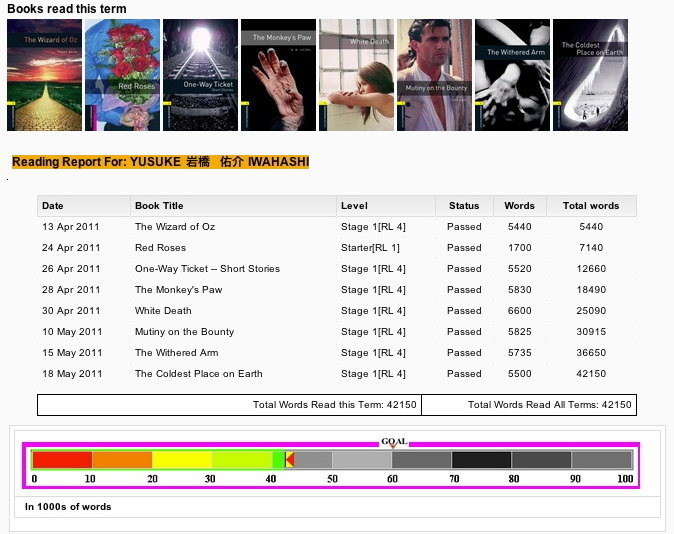 Books read this term
The Wizard of Oz
Red Roses
One-Way Ticket
Short Stories
The Monkey's Paw
White Death
Mutiny on the Bounty
The Withered Arm
The Coldest
Place on Earth
Reading Report For: YUSUKE 岩橋 佑介 IWAHASHI
.
Date Book Title Level Status Words Total words
13 Apr 2011 The Wizard of Oz Stage 1[RL 4] Passed 5440 5440
24 Apr 2011 Red Roses Starter[RL 1] Passed 1700 7140
26 Apr 2011 One-Way Ticket -- Short Stories Stage 1[RL 4] Passed 5520 12660
28 Apr 2011 The Monkey's Paw Stage 1[RL 4] Passed 5830 18490
30 Apr 2011 White Death Stage 1[RL 4] Passed 6600 25090
10 May 2011 Mutiny on the Bounty Stage 1[RL 4] Passed 5825 30915
15 May 2011 The Withered Arm Stage 1[RL 4] Passed 5735 36650
18 May 2011 The Coldest Place on Earth Stage 1[RL 4] Passed 5500 42150
Total Words Read this Term: 42150 Total Words Read All Terms: 42150
GOAL
0 10 20 30 40 50 60 70 80 90 100
In 1000s of words